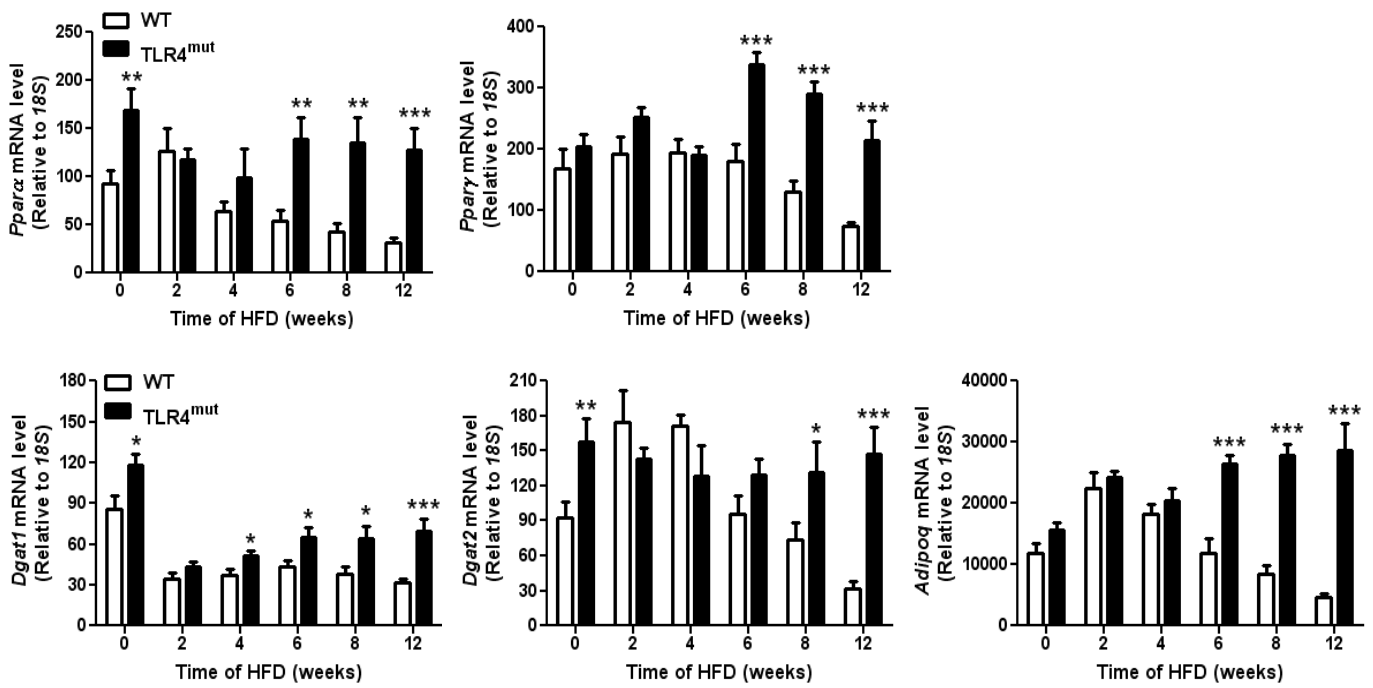 WT
TLR4mut
Pparα mRNA level
(Relative to 18S)
250
200
150
100
50
0
**
**
**
***
0 2 4 6 8 12
Time of HFD (weeks)
Pparγ mRNA level
(Relative to 18S)
400
300
200
100
0
***
***
***
0 2 4 6 8 12
Time of HFD (weeks)
WT
TLR4mut
Dgat1 mRNA level
(Relative to 18S)
180
150
120
90
60
30
0
*
*
*
*
***
0 2 4 6 8 12
Time of HFD (weeks)
Dgat2 mRNA level
(Relative to 18S)
210
180
150
120
90
60
30
0
**
*
***
0 2 4 6 8 12
Time of HFD (weeks)
Adipoq mRNA level
(Relative to 18S)
40000
30000
20000
10000
0
***
***
***
0 2 4 6 8 12
Time of HFD (weeks)